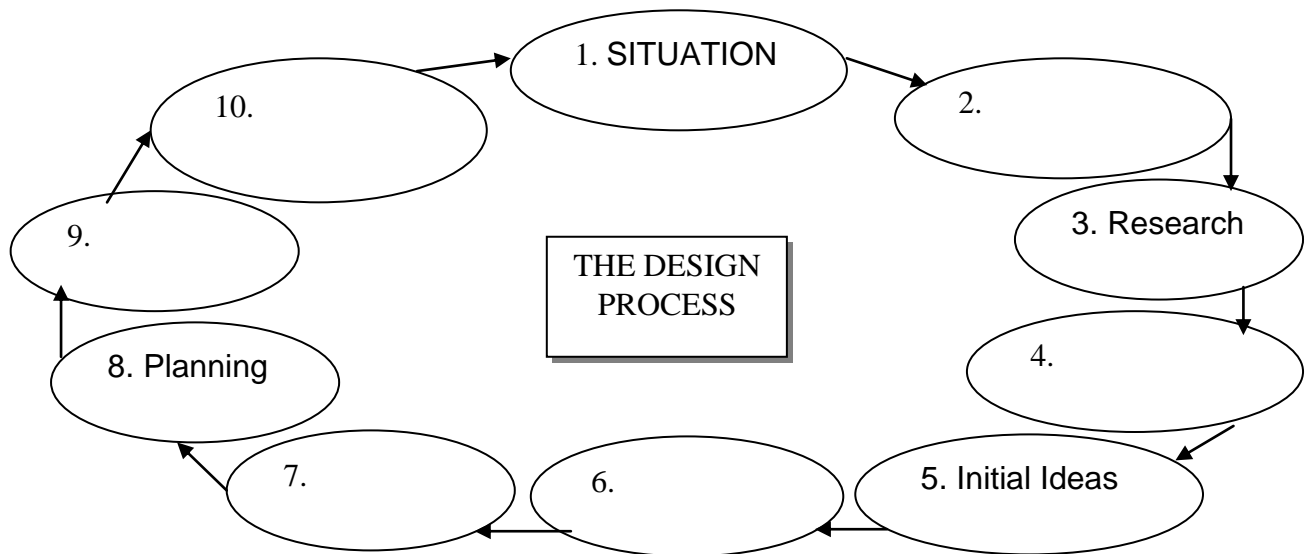 1. SITUATION
2.
3. Research
4.
5. Initial Ideas
6.
7.
8. Planning
9.
10.
THE DESIGN
PROCESS